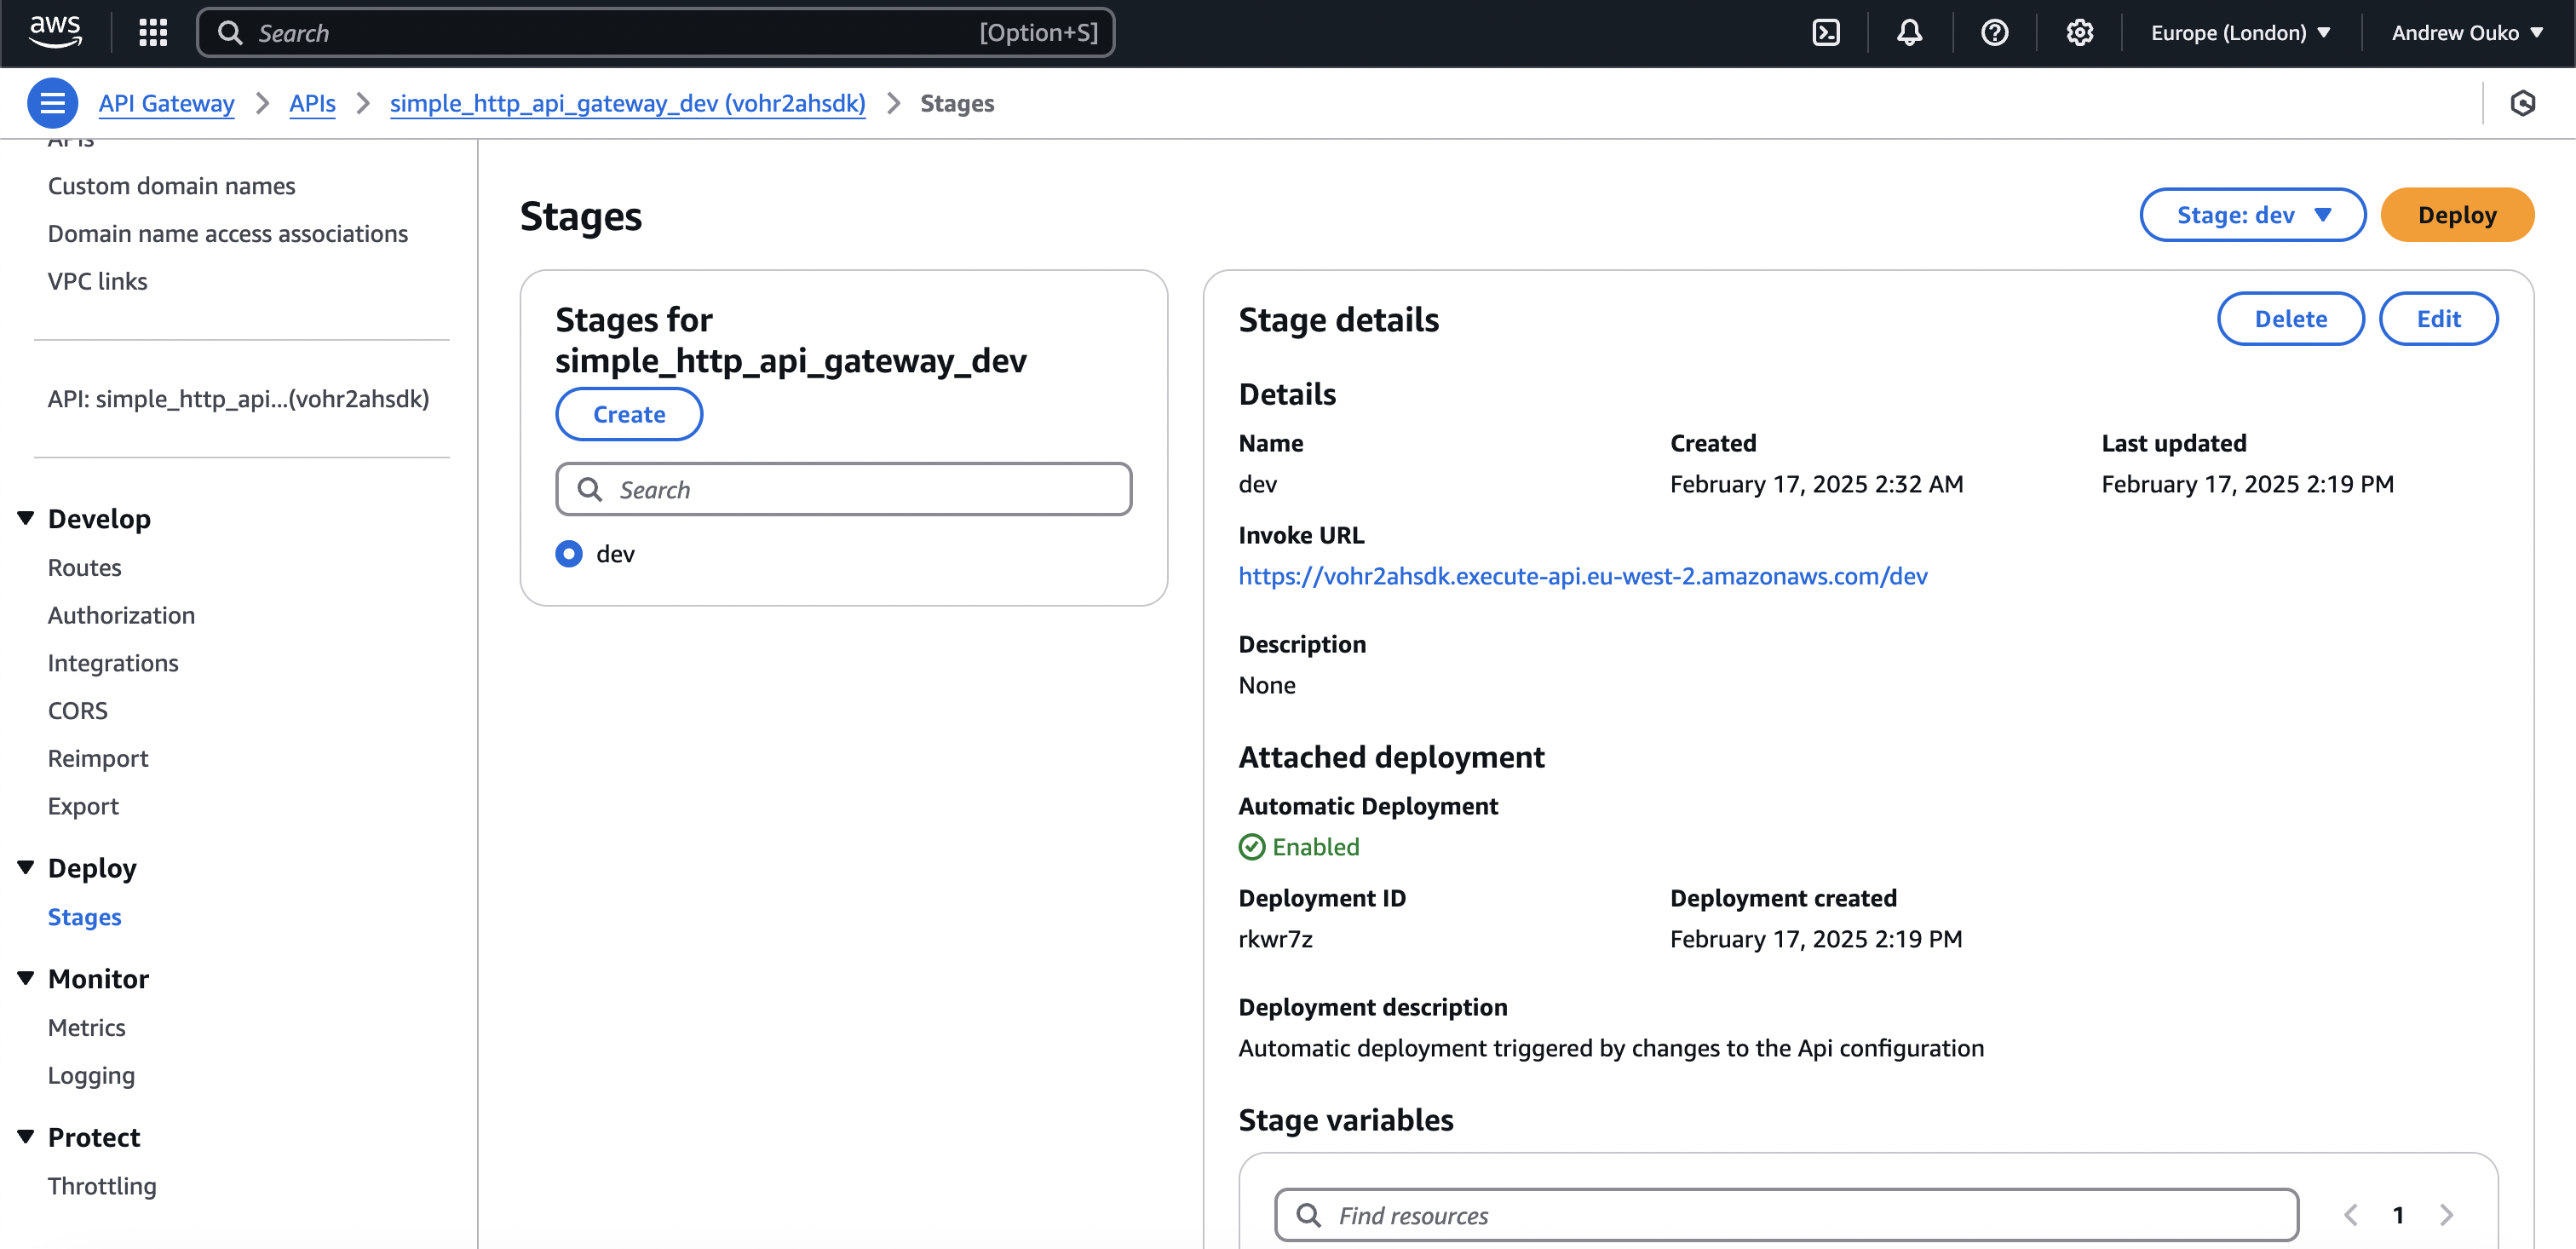 aws
Search
[Option+S]
Europe (London)
Andrew Ouko
API Gateway
APIs
simple_http_api_gateway_dev (vohr2ahsdk)
Stages
APIs
Custom domain names
Domain name access associations
VPC links
API: simple_http_api...(vohr2ahsdk)
Develop
Routes
Authorization
Integrations
CORS
Reimport
Export
Deploy
Stages
Monitor
Metrics
Logging
Protect
Throttling
Stages
Stage: dev
Deploy
Stages for
simple_http_api_gateway_dev
Create
Search
dev
Stage details
Delete
Edit
Details
Name
Created
Last updated
dev
February 17, 2025 2:32 AM
February 17, 2025 2:19 PM
Invoke URL
https://vohr2ahsdk.execute-api.eu-west-2.amazonaws.com/dev
Description
None
Attached deployment
Automatic Deployment
Enabled
Deployment ID
Deployment created
rkwr7z
February 17, 2025 2:19 PM
Deployment description
Automatic deployment triggered by changes to the Api configuration
Stage variables
Find resources
1